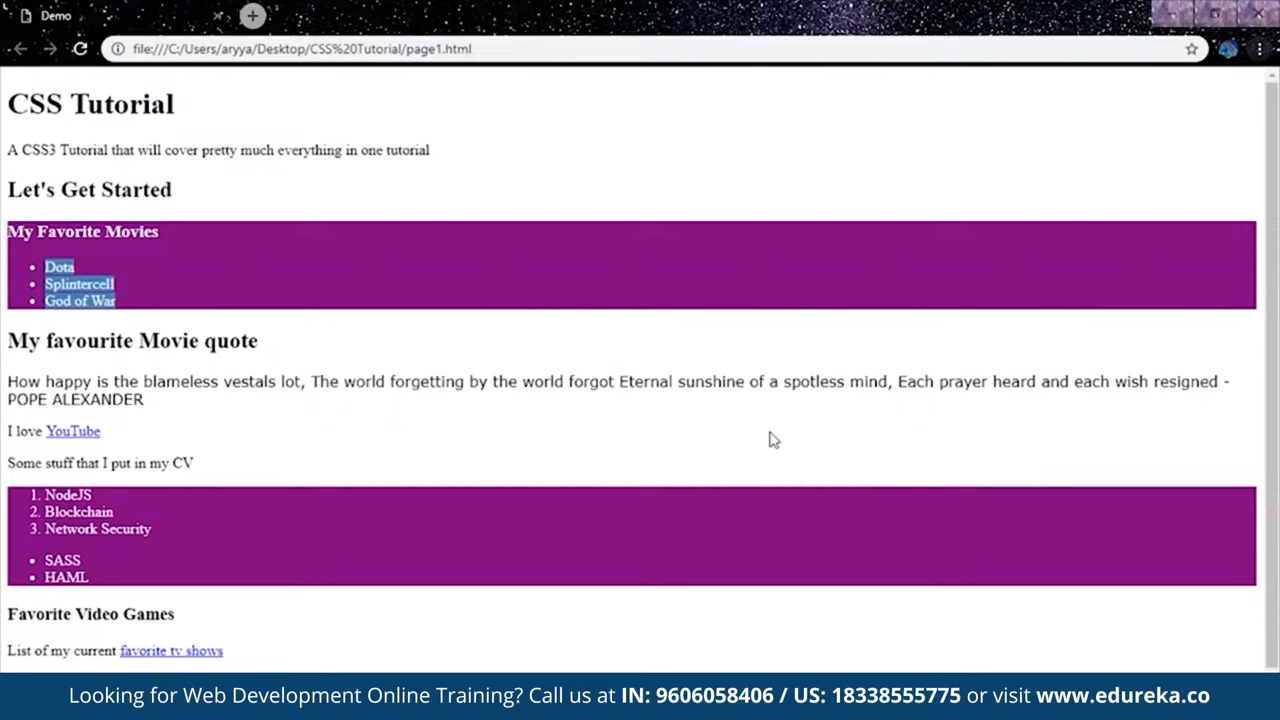 Demo
file:///C:/Users/aryya/Desktop/CSS%20Tutorial/page1.html
CSS Tutorial
A CSS3 Tutorial that will cover pretty much everything in one tutorial
Let's Get Started
My Favorite Movies
• Dota
• Splintercell
• God of War
My favourite Movie quote
How happy is the blameless vestals lot, The world forgetting by the world forgot Eternal sunshine of a spotless mind, Each prayer heard and each wish resigned -
POPE ALEXANDER
I love YouTube
Some stuff that I put in my CV
1. NodeJS
2. Blockchain
3. Network Security
• SASS
• HAML
Favorite Video Games
List of my current favorite tv shows
Looking for Web Development Online Training? Call us at IN: 9606058406 / US: 18338555775 or visit www.edureka.co